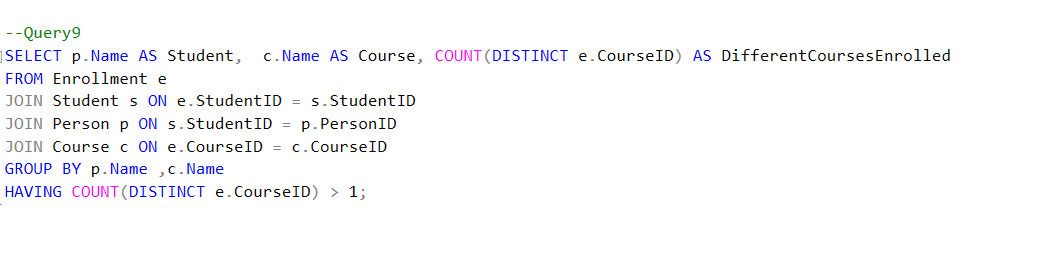 --Query9
SELECT p.Name AS Student,  c.Name AS Course, COUNT(DISTINCT e.CourseID) AS DifferentCoursesEnrolled
FROM Enrollment e
JOIN Student s ON e.StudentID = s.StudentID
JOIN Person p ON s.StudentID = p.PersonID
JOIN Course c ON e.CourseID = c.CourseID
GROUP BY p.Name ,c.Name
HAVING COUNT(DISTINCT e.CourseID) > 1;